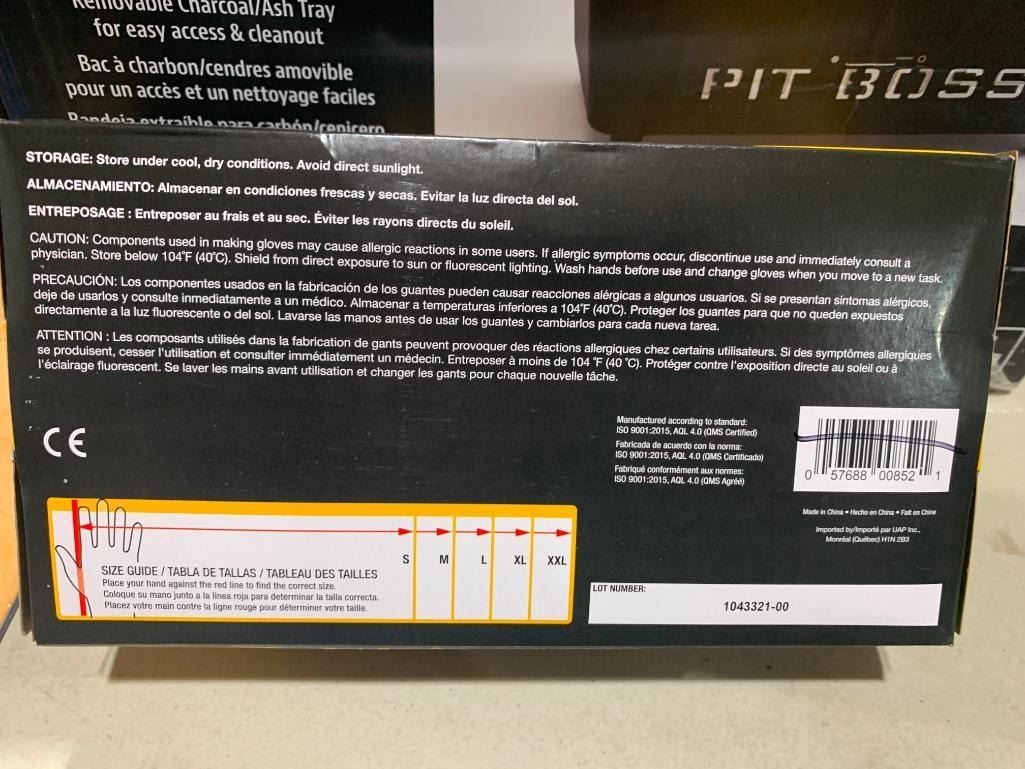 Removable Charcoal/Ash Tray
for easy access & cleanout
Bac à charbon/cendres amovible
pour un accès et un nettoyage faciles
Bandeja extraíble para carbón/cenicero
PIT BOSS
STORAGE: Store under cool, dry conditions. Avoid direct sunlight.
ALMACENAMIENTO: Almacenar en condiciones frescas y secas. Evitar la luz directa del sol.
ENTREPOSAGE : Entreposer au frais et au sec. Éviter les rayons directs du soleil.
CAUTION: Components used in making gloves may cause allergic reactions in some users. If allergic symptoms occur, discontinue use and immediately consult a
physician. Store below 104°F (40°C). Shield from direct exposure to sun or fluorescent lighting. Wash hands before use and change gloves when you move to a new task.
PRECAUCIÓN: Los componentes usados en la fabricación de los guantes pueden causar reacciones alérgicas a algunos usuarios. Si se presentan síntomas alérgicos,
deje de usarlos y consulte inmediatamente a un médico. Almacenar a temperaturas inferiores a 104°F (40°C). Proteger los guantes para que no queden expuestos
directamente a la luz fluorescente o del sol. Lavarse las manos antes de usar los guantes y cambiarlos para cada nueva tarea.
ATTENTION : Les composants utilisés dans la fabrication de gants peuvent provoquer des réactions allergiques chez certains utilisateurs. Si des symptômes allergiques
se produisent, cesser l'utilisation et consulter immédiatement un médecin. Entreposer à moins de 104 °F (40 °C). Protéger contre l'exposition directe au soleil ou à
l'éclairage fluorescent. Se laver les mains avant utilisation et changer les gants pour chaque nouvelle tâche.
CE
Manufactured according to standard:
ISO 9001:2015, AQL 4.0 (QMS Certified)
Fabricada de acuerdo con la norma:
ISO 9001:2015, AQL 4.0 (QMS Certificado)
Fabriqué conformément aux normes:
ISO 9001:2015, AQL 4.0 (QMS Agréé)
0 57688 00852 1
Made in China • Hecho en China • Fait en Chine
Imported by/Importé par UAP Inc.,
Montréal (Québec) H1N 2B3
S M L XL XXL
SIZE GUIDE / TABLA DE TALLAS / TABLEAU DES TAILLES
Place your hand against the red line to find the correct size.
Coloque su mano junto a la linea roja para determinar la talla correcta.
Placez votre main contre la ligne rouge pour déterminer votre taille.
LOT NUMBER:
1043321-00